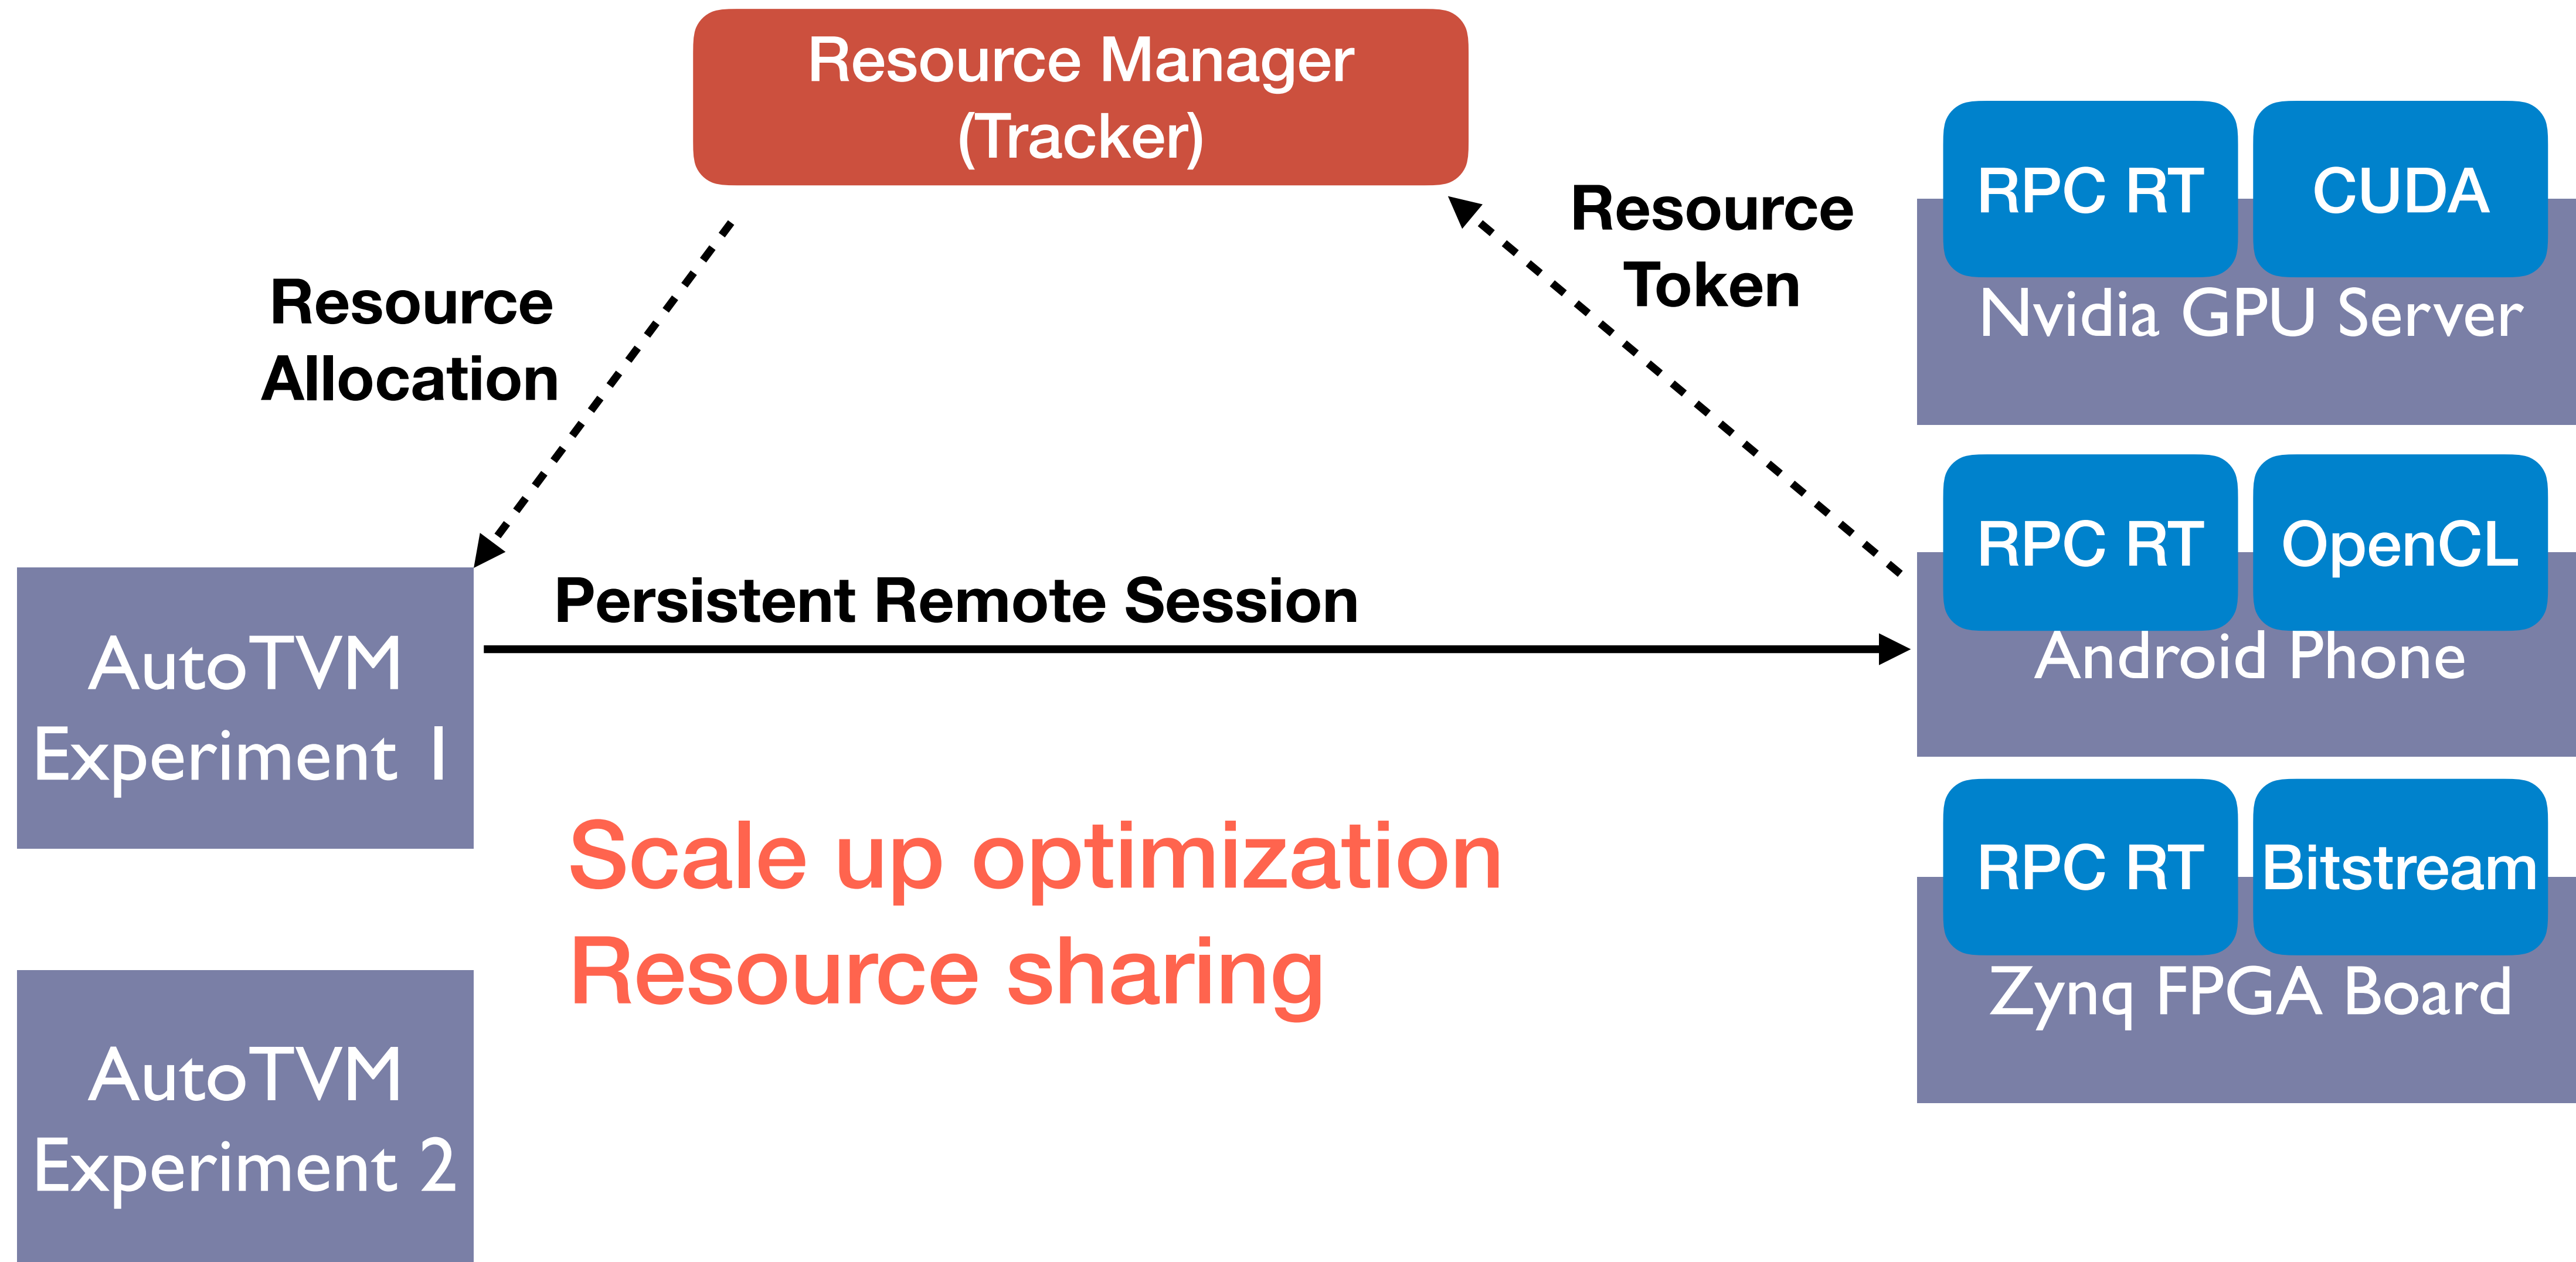 Resource Manager
(Tracker)
Resource
Allocation
Resource
Token
RPC RT
CUDA
Nvidia GPU Server
RPC RT
OpenCL
Android Phone
Persistent Remote Session
AutoTVM
Experiment 1
Scale up optimization
Resource sharing
RPC RT
Bitstream
Zynq FPGA Board
AutoTVM
Experiment 2